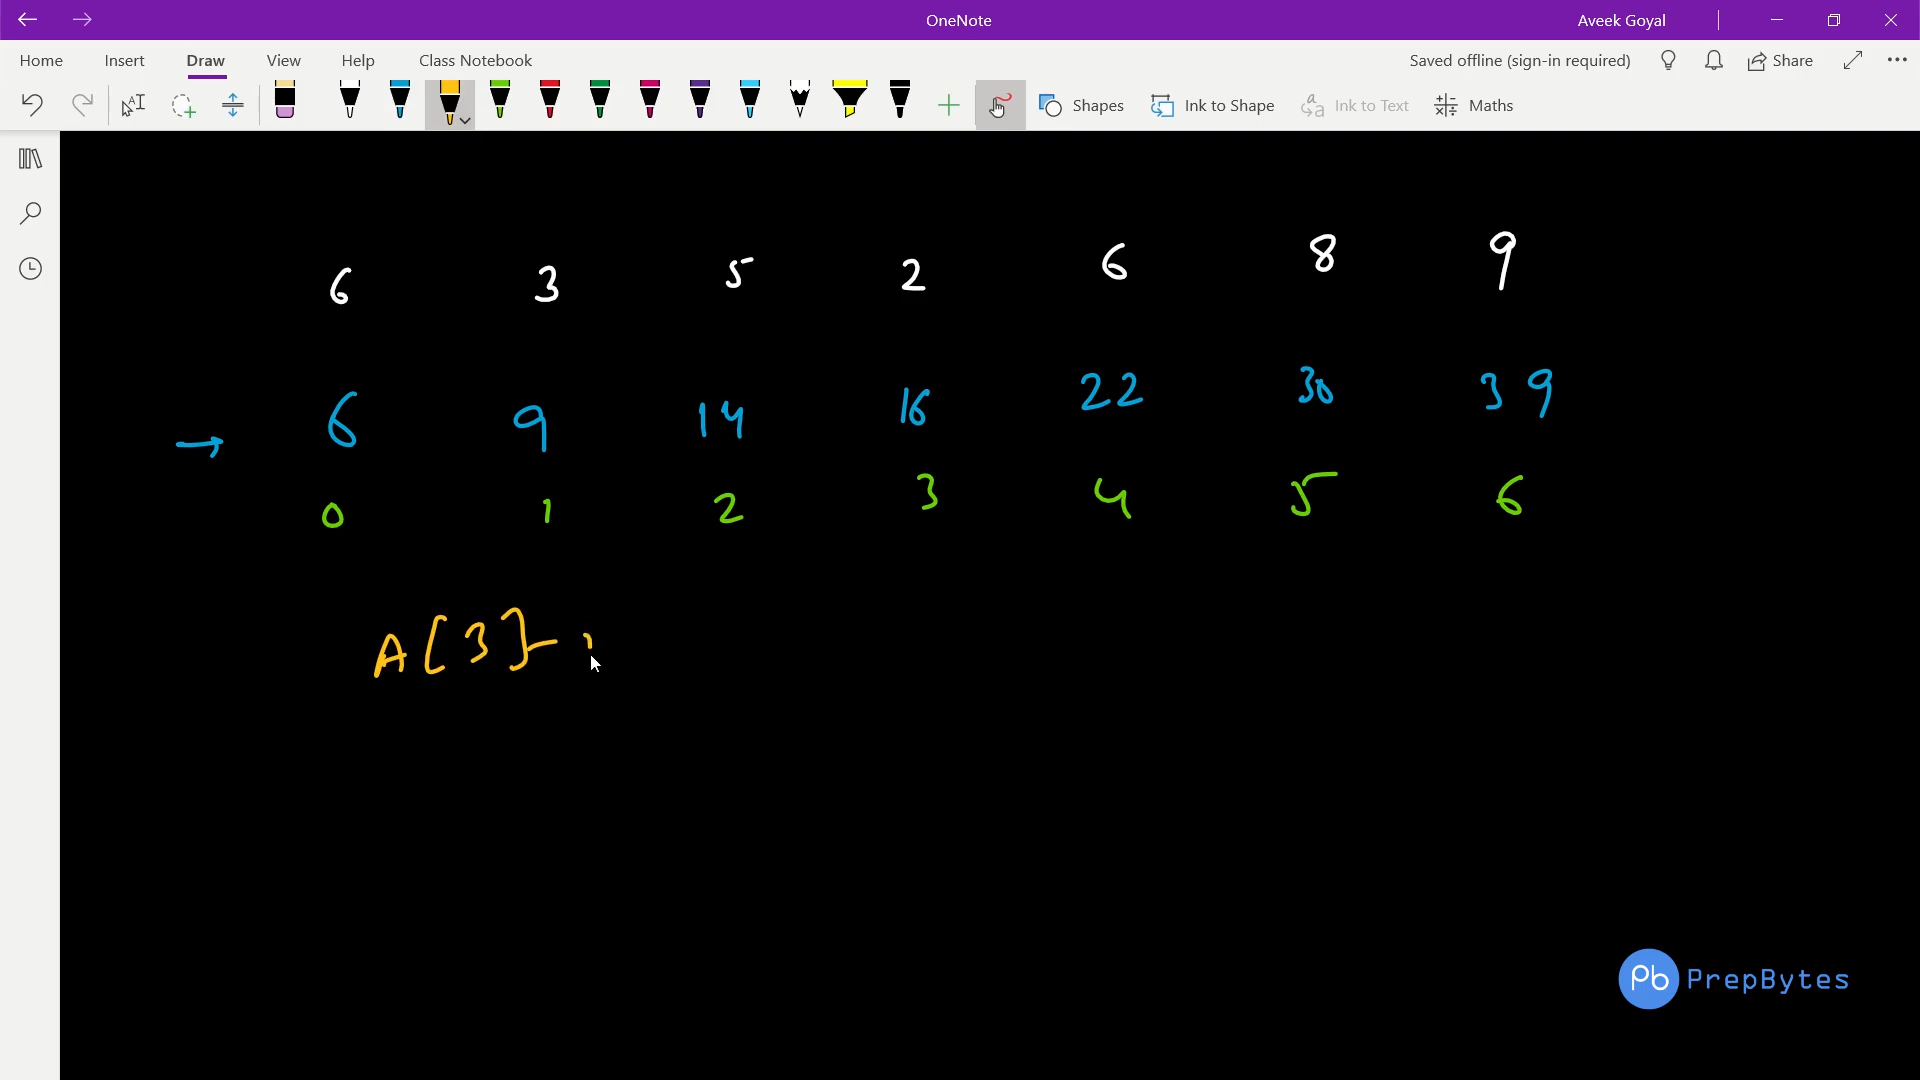 OneNote
Aveek Goyal
Home Insert Draw View Help Class Notebook
Saved offline (sign-in required) Share
Shapes Ink to Shape Ink to Text Maths
6 3 5 2 6 8 9
→ 6 9 14 16 22 30 39
0 1 2 3 4 5 6
A[3] -
Pb PrepBytes